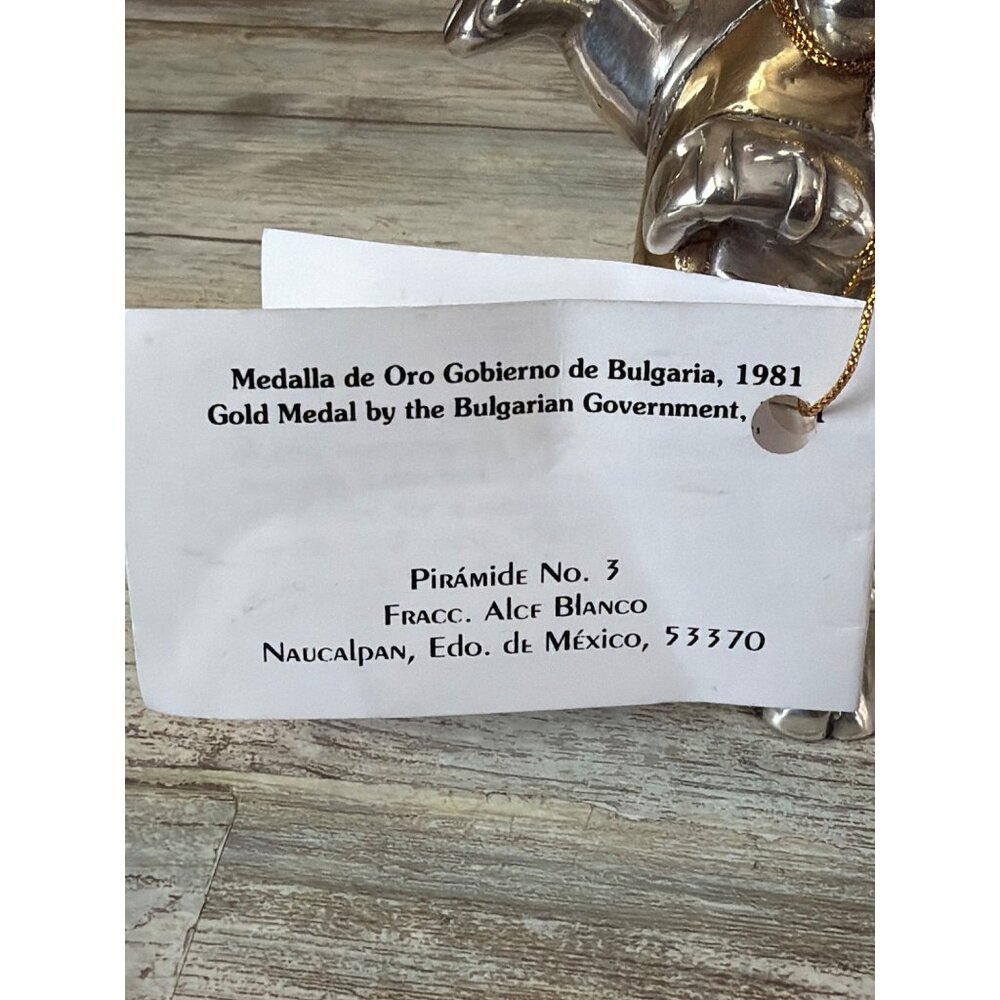 Medalla de Oro Gobierno de Bulgaria, 1981
Gold Medal by the Bulgarian Government,
Pirámide No. 3
Fracc. Alce Blanco
Naucalpan, Edo. de México, 53370